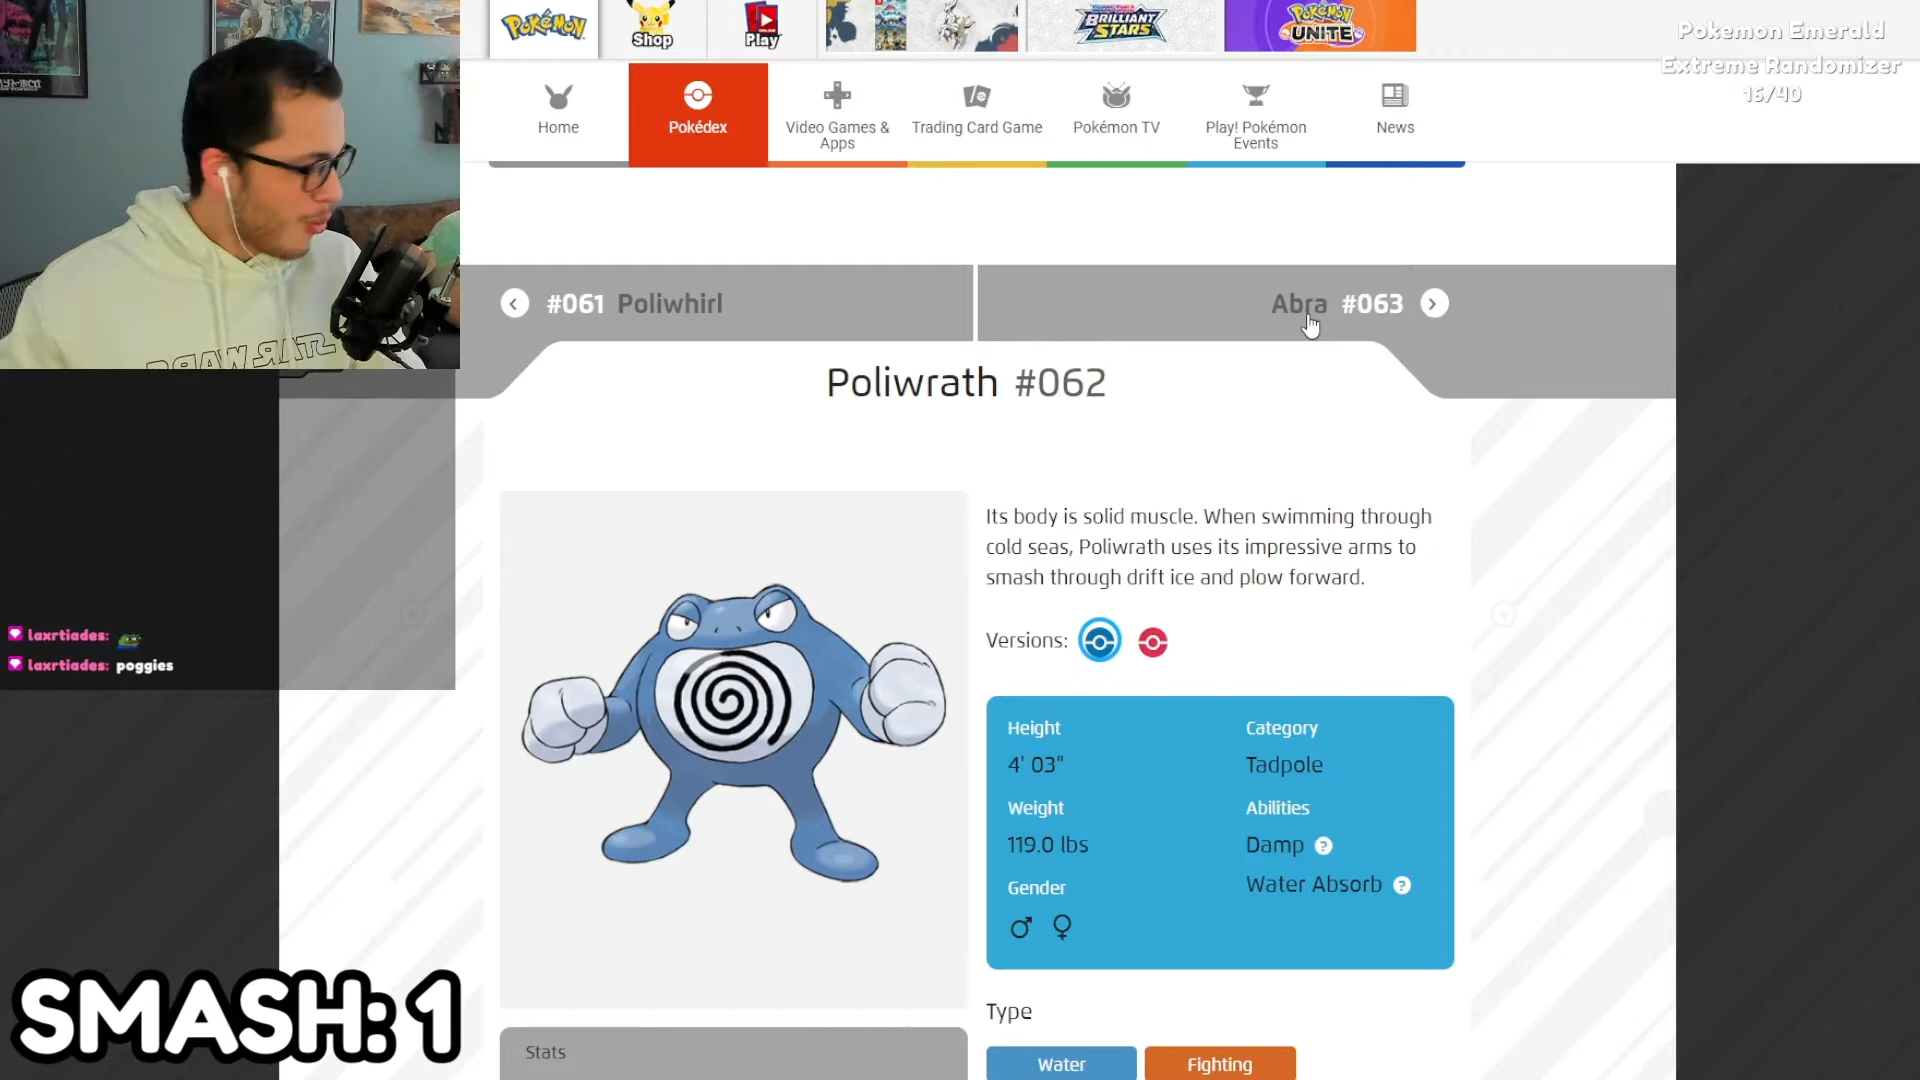 Pokémon
Shop
Play
BRILLIANT
STARS
POKÉMON
UNITE
Pokemon Emerald
Extreme Randomizer
16/40
Home
Pokédex
Video Games &
Apps
Trading Card Game
Pokémon TV
Play! Pokémon
Events
News
#061 Poliwhirl
Abra #063
Poliwrath #062
STAR WARS
Its body is solid muscle. When swimming through
cold seas, Poliwrath uses its impressive arms to
smash through drift ice and plow forward.
Versions:
Height
4' 03"
Weight
119.0 lbs
Gender
Category
Tadpole
Abilities
Damp ?
Water Absorb ?
Type
Water
Fighting
Stats
laxrtiades:
laxrtiades: poggies
SMASH: 1